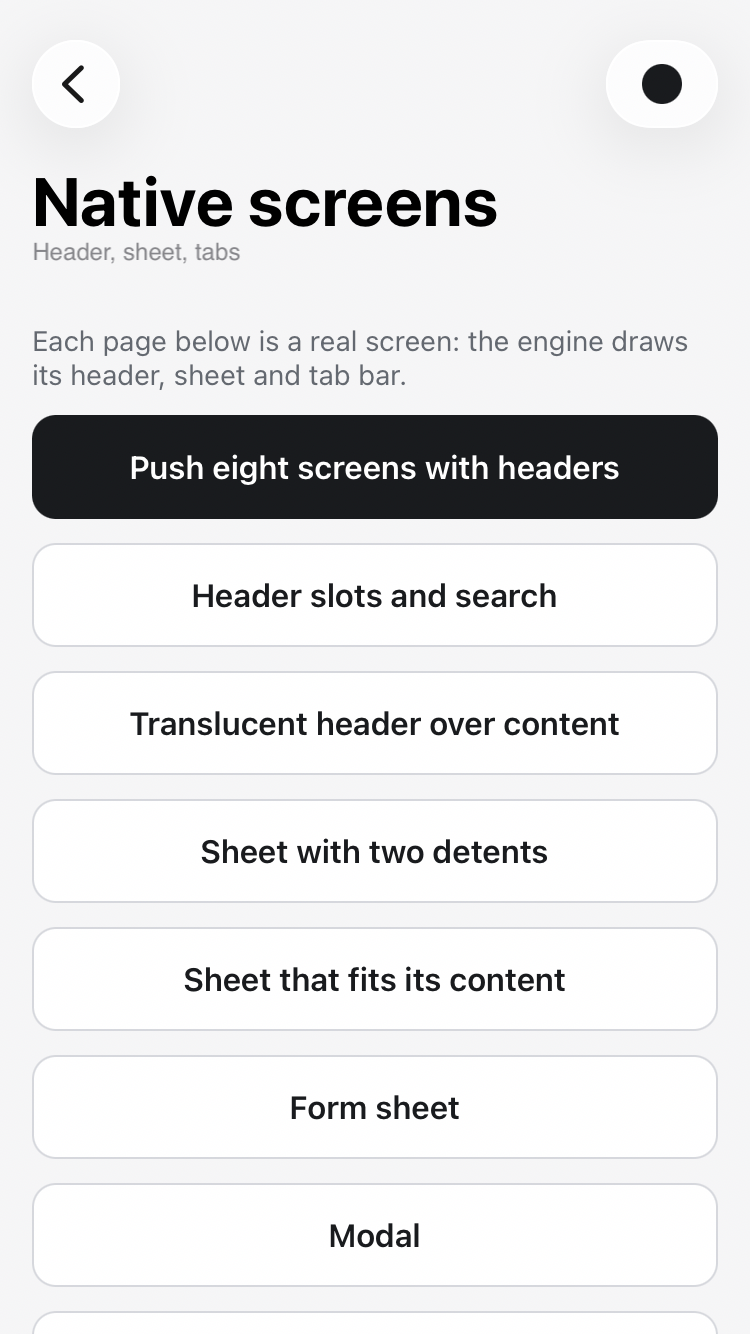 Native screens
Header, sheet, tabs
Each page below is a real screen: the engine draws
its header, sheet and tab bar.
Push eight screens with headers
Header slots and search
Translucent header over content
Sheet with two detents
Sheet that fits its content
Form sheet
Modal